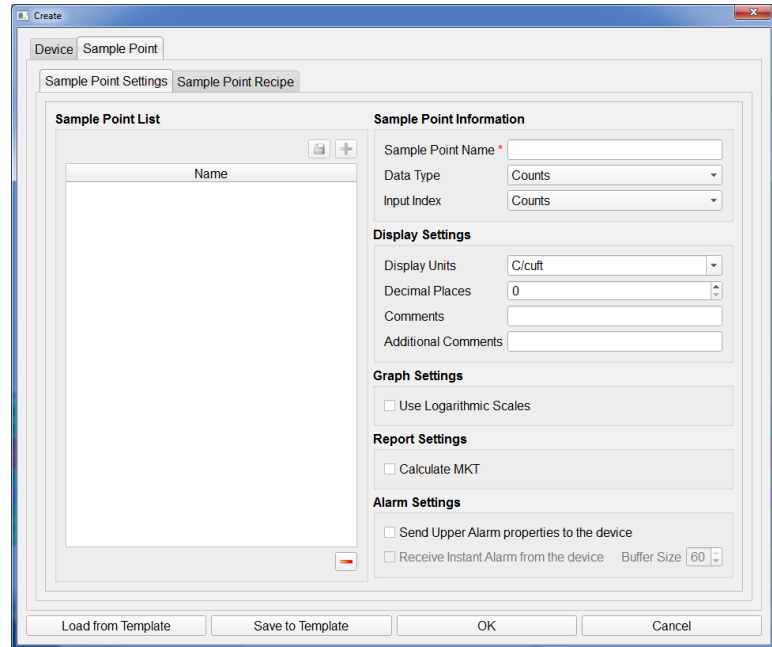 Create
Device Sample Point
Sample Point Settings Sample Point Recipe
Sample Point List
Name
Sample Point Information
Sample Point Name *
Data Type Counts
Input Index Counts
Display Settings
Display Units C/cuft
Decimal Places 0
Comments
Additional Comments
Graph Settings
Use Logarithmic Scales
Report Settings
Calculate MKT
Alarm Settings
Send Upper Alarm properties to the device
Receive Instant Alarm from the device Buffer Size 60
Load from Template Save to Template OK Cancel